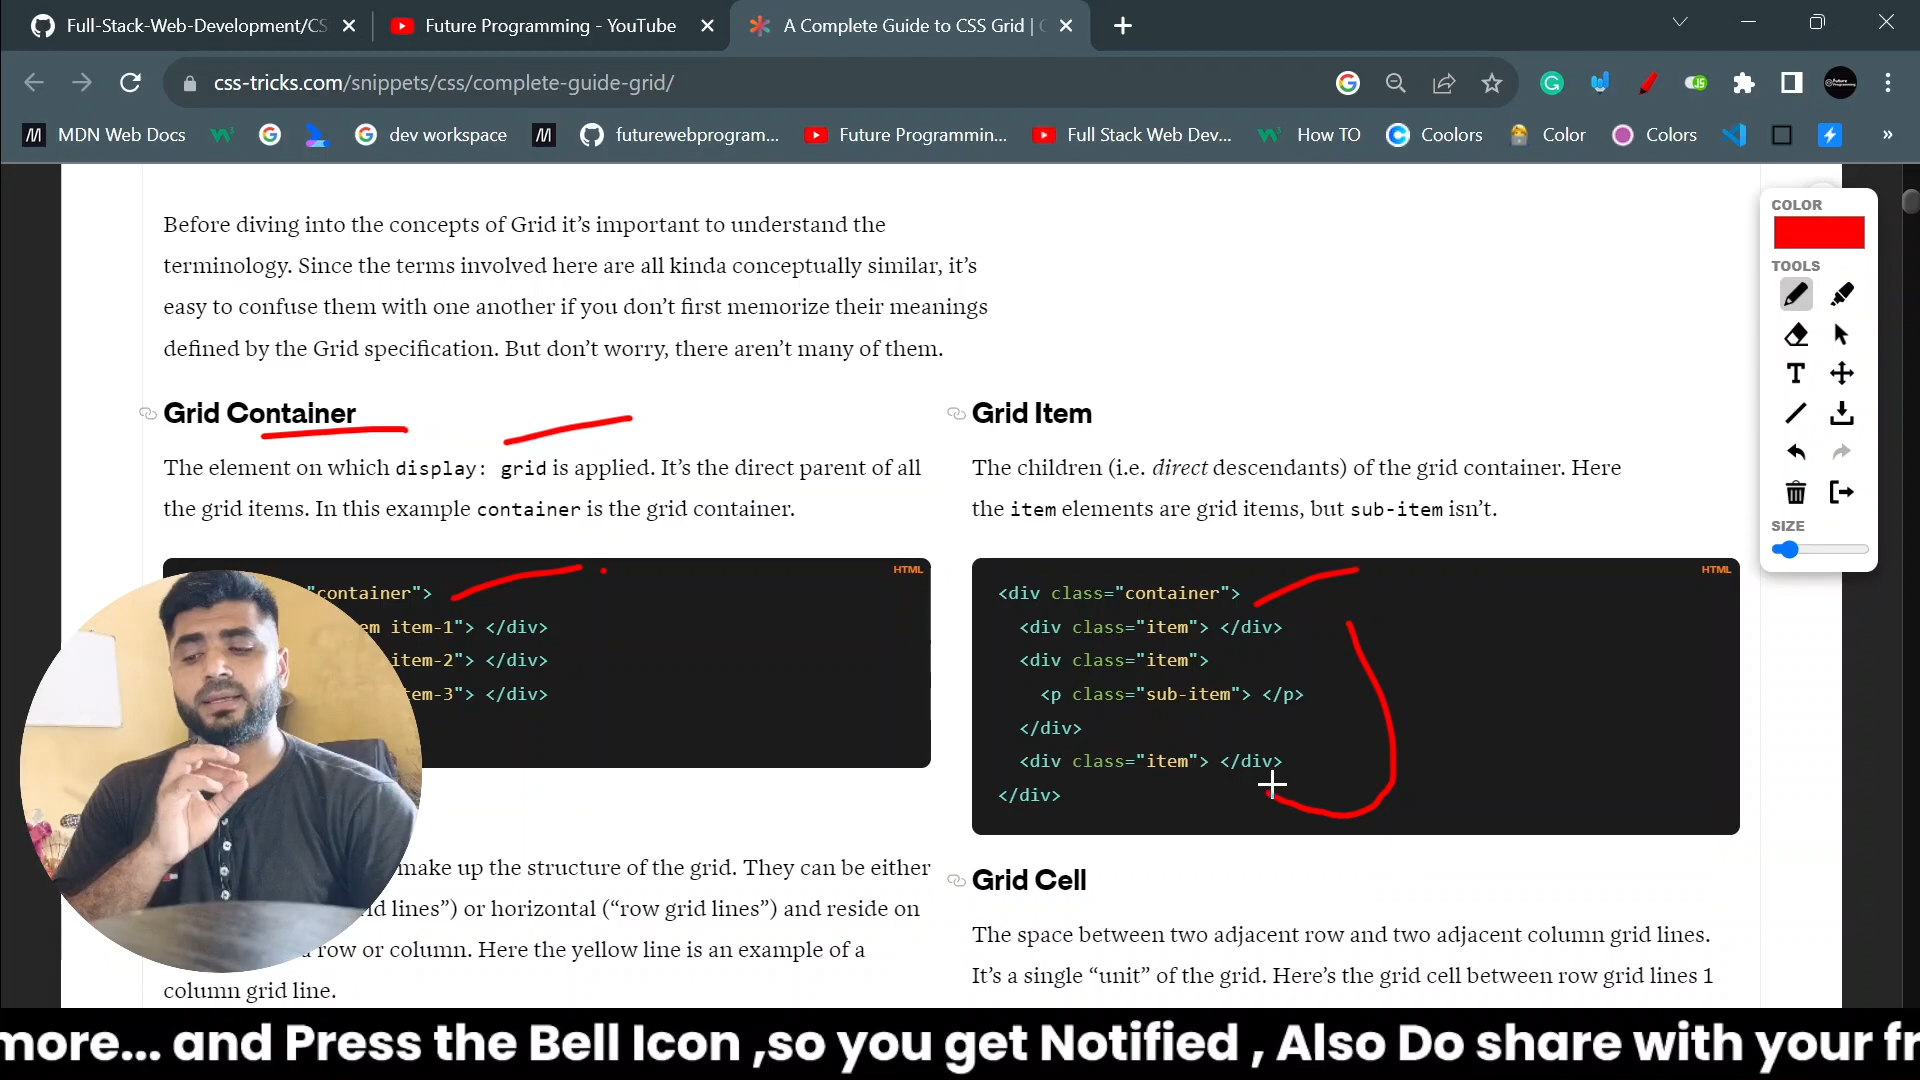 Full-Stack-Web-Development/CS
Future Programming - YouTube
A Complete Guide to CSS Grid |
css-tricks.com/snippets/css/complete-guide-grid/
MDN Web Docs
dev workspace
futurewebprogram...
Future Programmin...
Full Stack Web Dev...
How TO
Coolors
Color
Colors
»
Before diving into the concepts of Grid it’s important to understand the
terminology. Since the terms involved here are all kinda conceptually similar, it’s
easy to confuse them with one another if you don’t first memorize their meanings
defined by the Grid specification. But don’t worry, there aren’t many of them.
Grid Container
The element on which display: grid is applied. It’s the direct parent of all
the grid items. In this example container is the grid container.
HTML
"container">
item-1"> </div>
item-2"> </div>
item-3"> </div>
make up the structure of the grid. They can be either
lines”) or horizontal (“row grid lines”) and reside on
row or column. Here the yellow line is an example of a
column grid line.
Grid Item
The children (i.e. direct descendants) of the grid container. Here
the item elements are grid items, but sub-item isn’t.
HTML
<div class="container">
<div class="item"> </div>
<div class="item">
<p class="sub-item"> </p>
</div>
<div class="item"> </div>
</div>
Grid Cell
The space between two adjacent row and two adjacent column grid lines.
It’s a single “unit” of the grid. Here’s the grid cell between row grid lines 1
COLOR
TOOLS
SIZE
more... and Press the Bell Icon ,so you get Notified , Also Do share with your fr